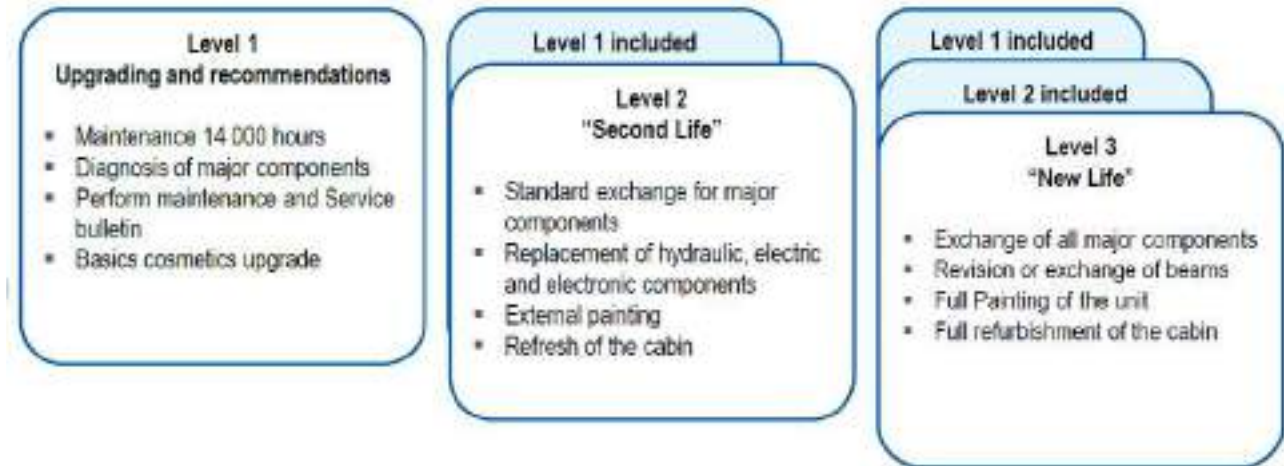 Level 1
Upgrading and recommendations
▪ Maintenance 14 000 hours
▪ Diagnosis of major components
▪ Perform maintenance and Service
bulletin
▪ Basics cosmetics upgrade
Level 1 included
Level 2
"Second Life"
▪ Standard exchange for major
components
▪ Replacement of hydraulic, electric
and electronic components
▪ External painting
▪ Refresh of the cabin
Level 1 included
Level 2 included
Level 3
"New Life"
▪ Exchange of all major components
▪ Revision or exchange of beams
▪ Full Painting of the unit
▪ Full refurbishment of the cabin